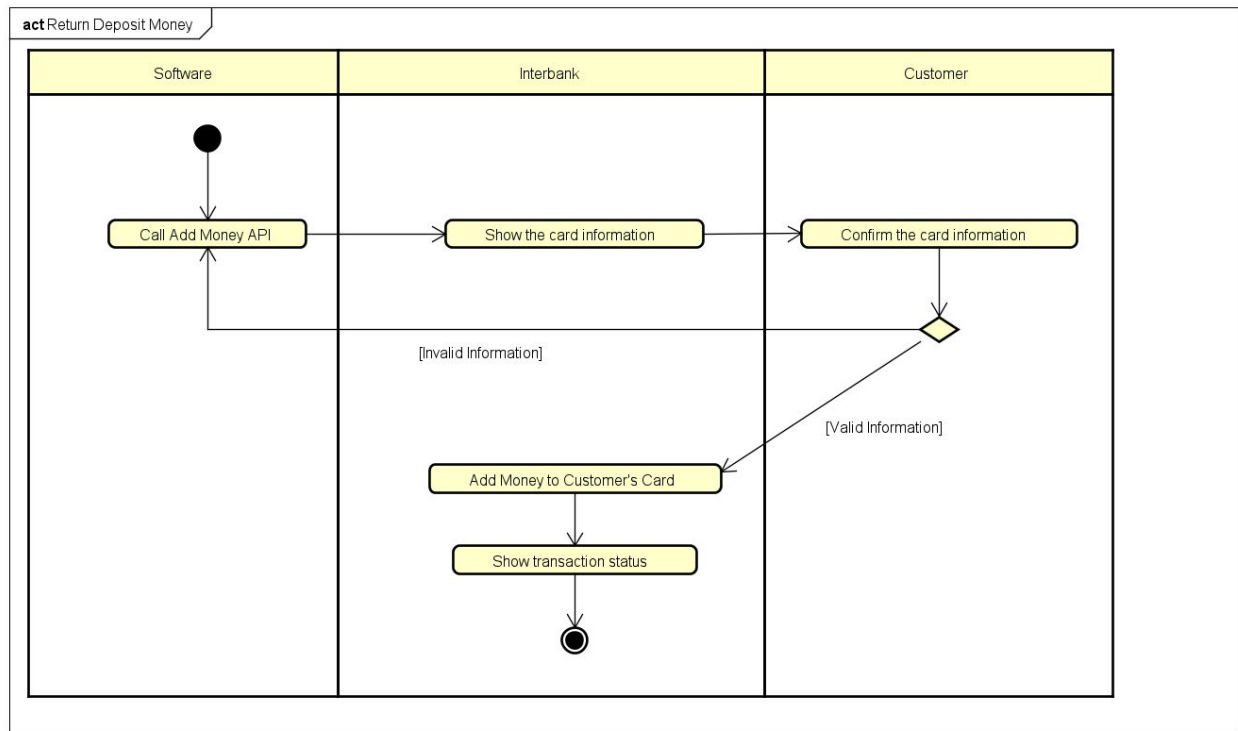 act Return Deposit Money
Software
Interbank
Customer
Call Add Money API
Show the card information
Confirm the card information
[Invalid Information]
[Valid Information]
Add Money to Customer's Card
Show transaction status